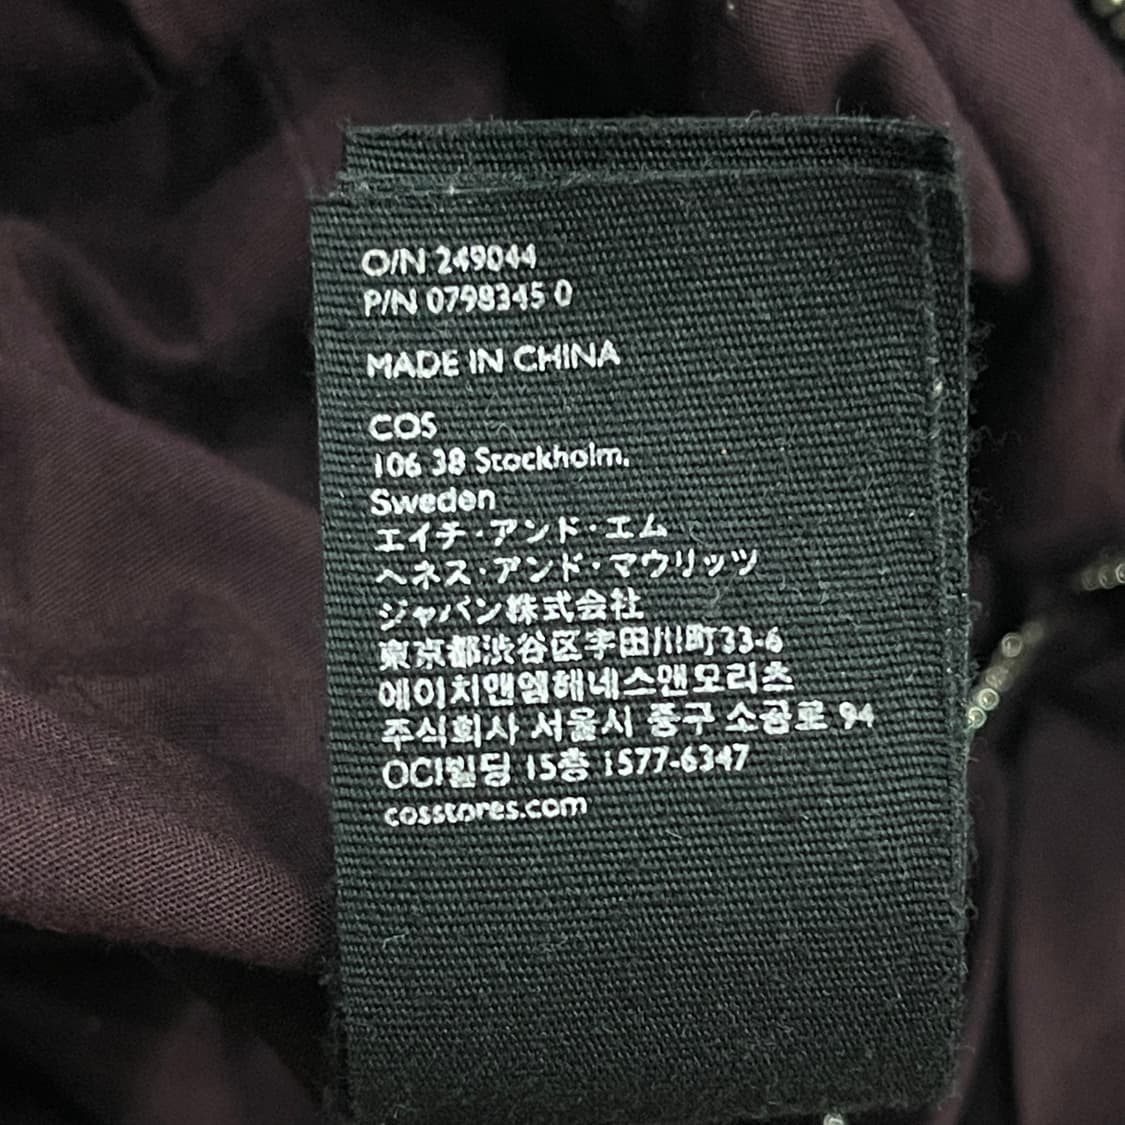 O/N 249044
P/N 0798345 0
MADE IN CHINA
COS
106 38 Stockholm,
Sweden
エイチ・アンド・エム
ヘネス・アンド・マウリッツ
ジャパン株式会社
東京都渋谷区宇田川町33-6
에이치앤엠헤네스앤모리츠
주식회사 서울시 중구 소공로 94
OCI빌딩 15층 1577-6347
cosstores.com